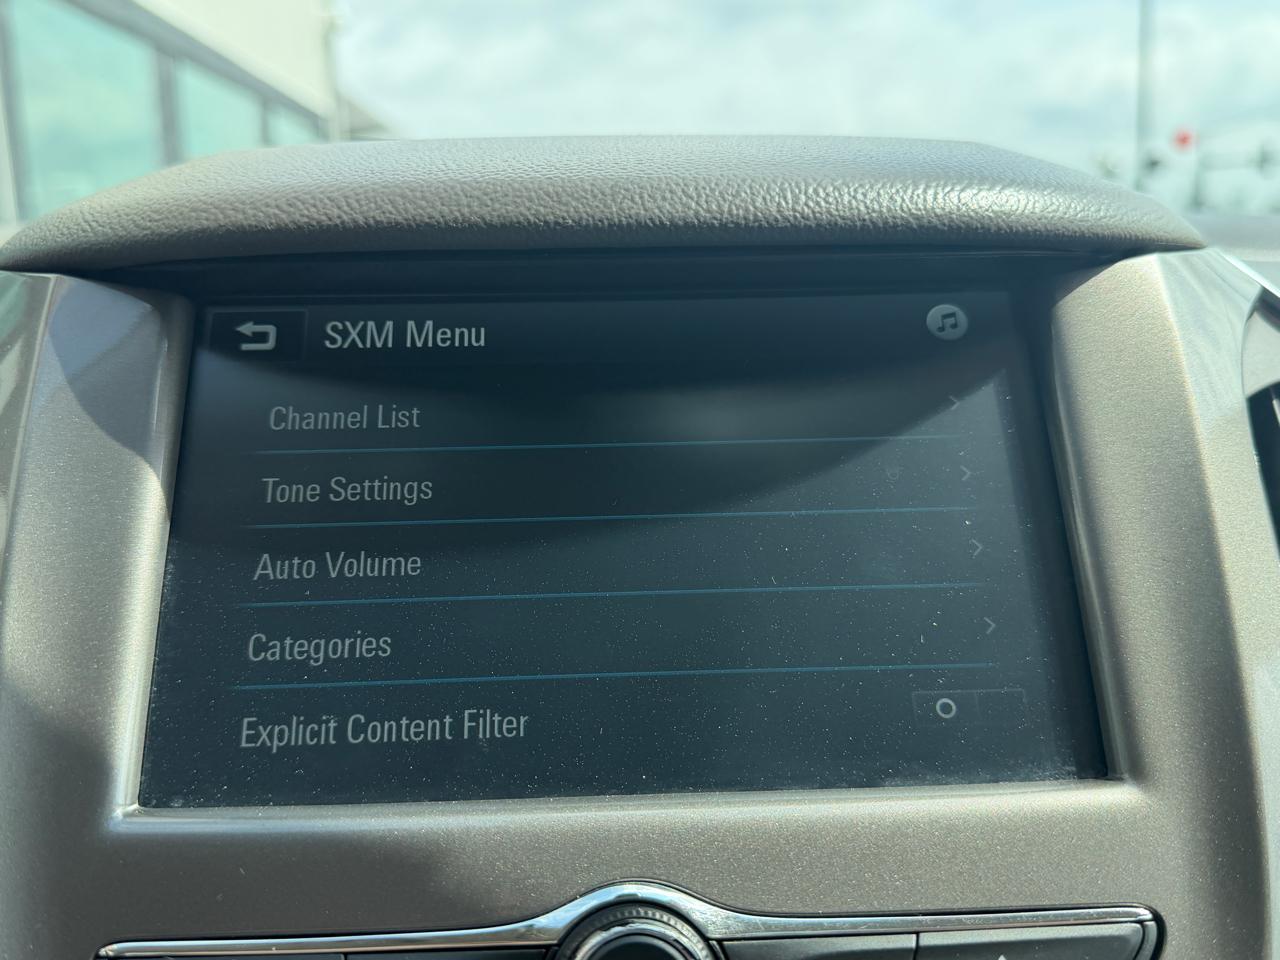 SXM Menu
Channel List
Tone Settings
Auto Volume
Categories
Explicit Content Filter